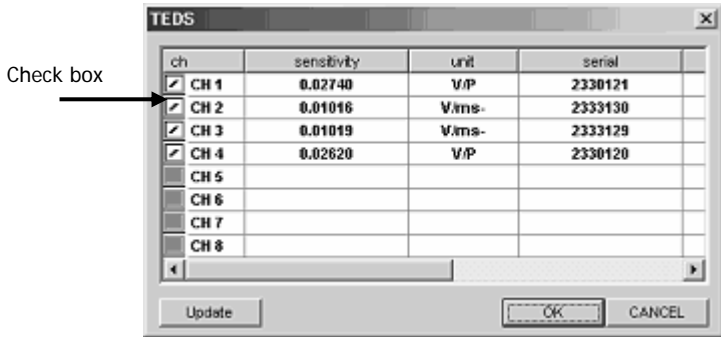 TEDS
ch sensitivity unit serial
Check box
CH 1 0.02740 V/P 2330121
CH 2 0.01016 V/ms- 2333130
CH 3 0.01019 V/ms- 2333129
CH 4 0.02620 V/P 2330120
CH 5
CH 6
CH 7
CH 8
Update OK CANCEL